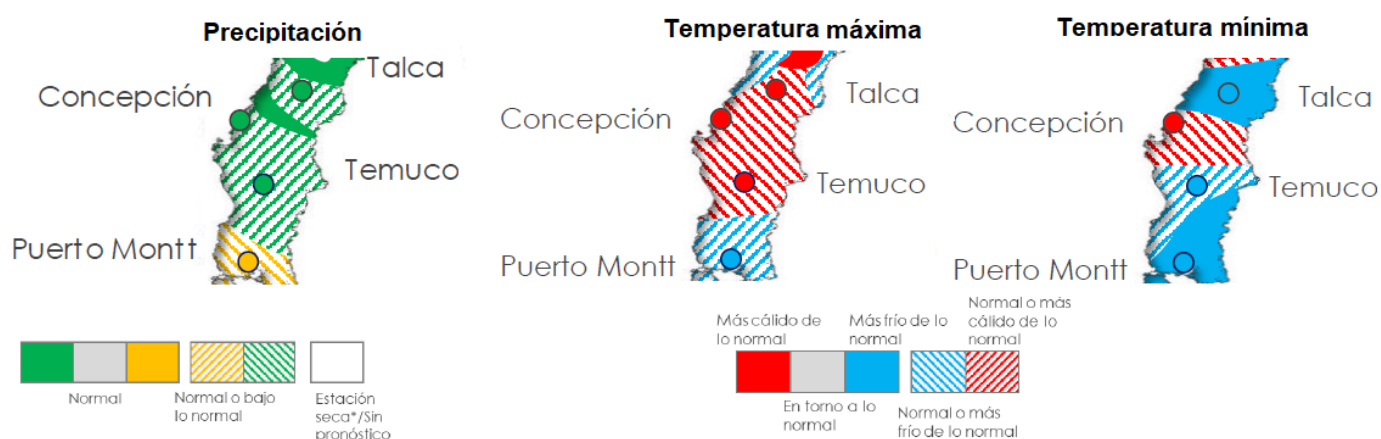 Precipitación
Talca
Concepción
Temuco
Puerto Montt
Normal
Normal o bajo
lo normal
Estación
seca*/Sin
pronóstico
Temperatura máxima
Talca
Concepción
Temuco
Puerto Montt
Temperatura mínima
Talca
Concepción
Temuco
Puerto Montt
Más cálido de
lo normal
Más frío de lo
normal
Normal o más
cálido de lo
normal
En torno a lo
normal
Normal o más
frío de lo normal